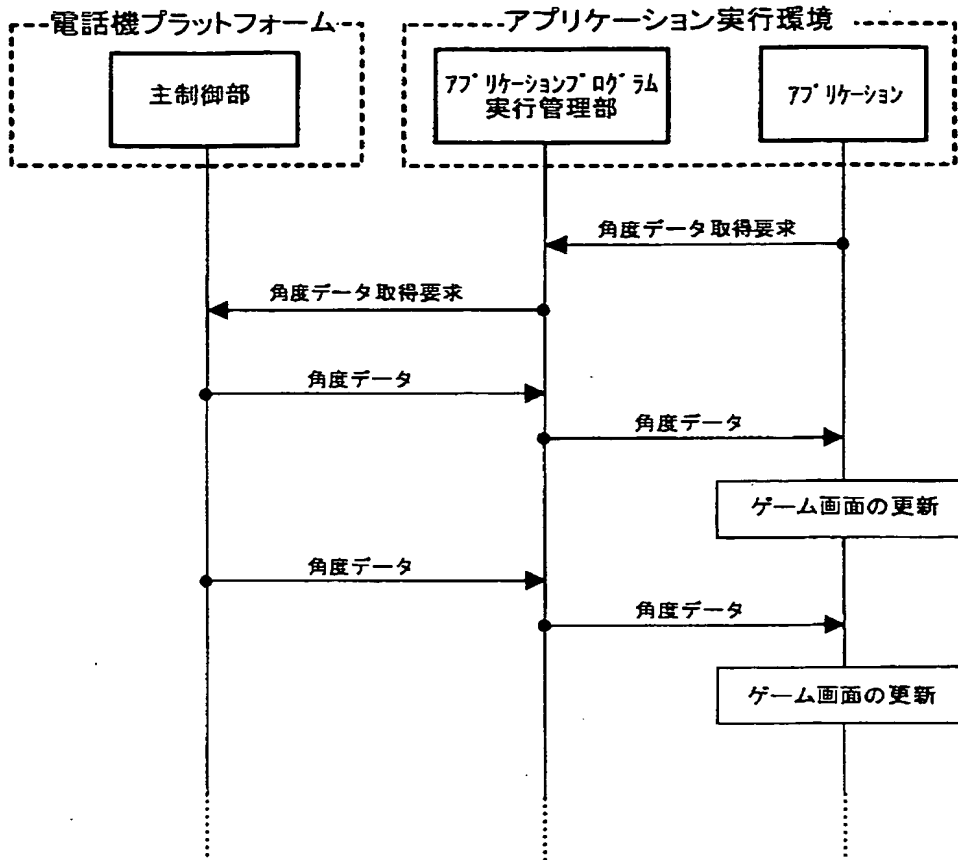 電話機プラットフォーム
アプリケーション実行環境
主制御部
ｱﾌﾟﾘｹｰｼｮﾝﾌﾟﾛｸﾞﾗﾑ
実行管理部
ｱﾌﾟﾘｹｰｼｮﾝ
角度データ取得要求
角度データ取得要求
角度データ
角度データ
ゲーム画面の更新
角度データ
角度データ
ゲーム画面の更新